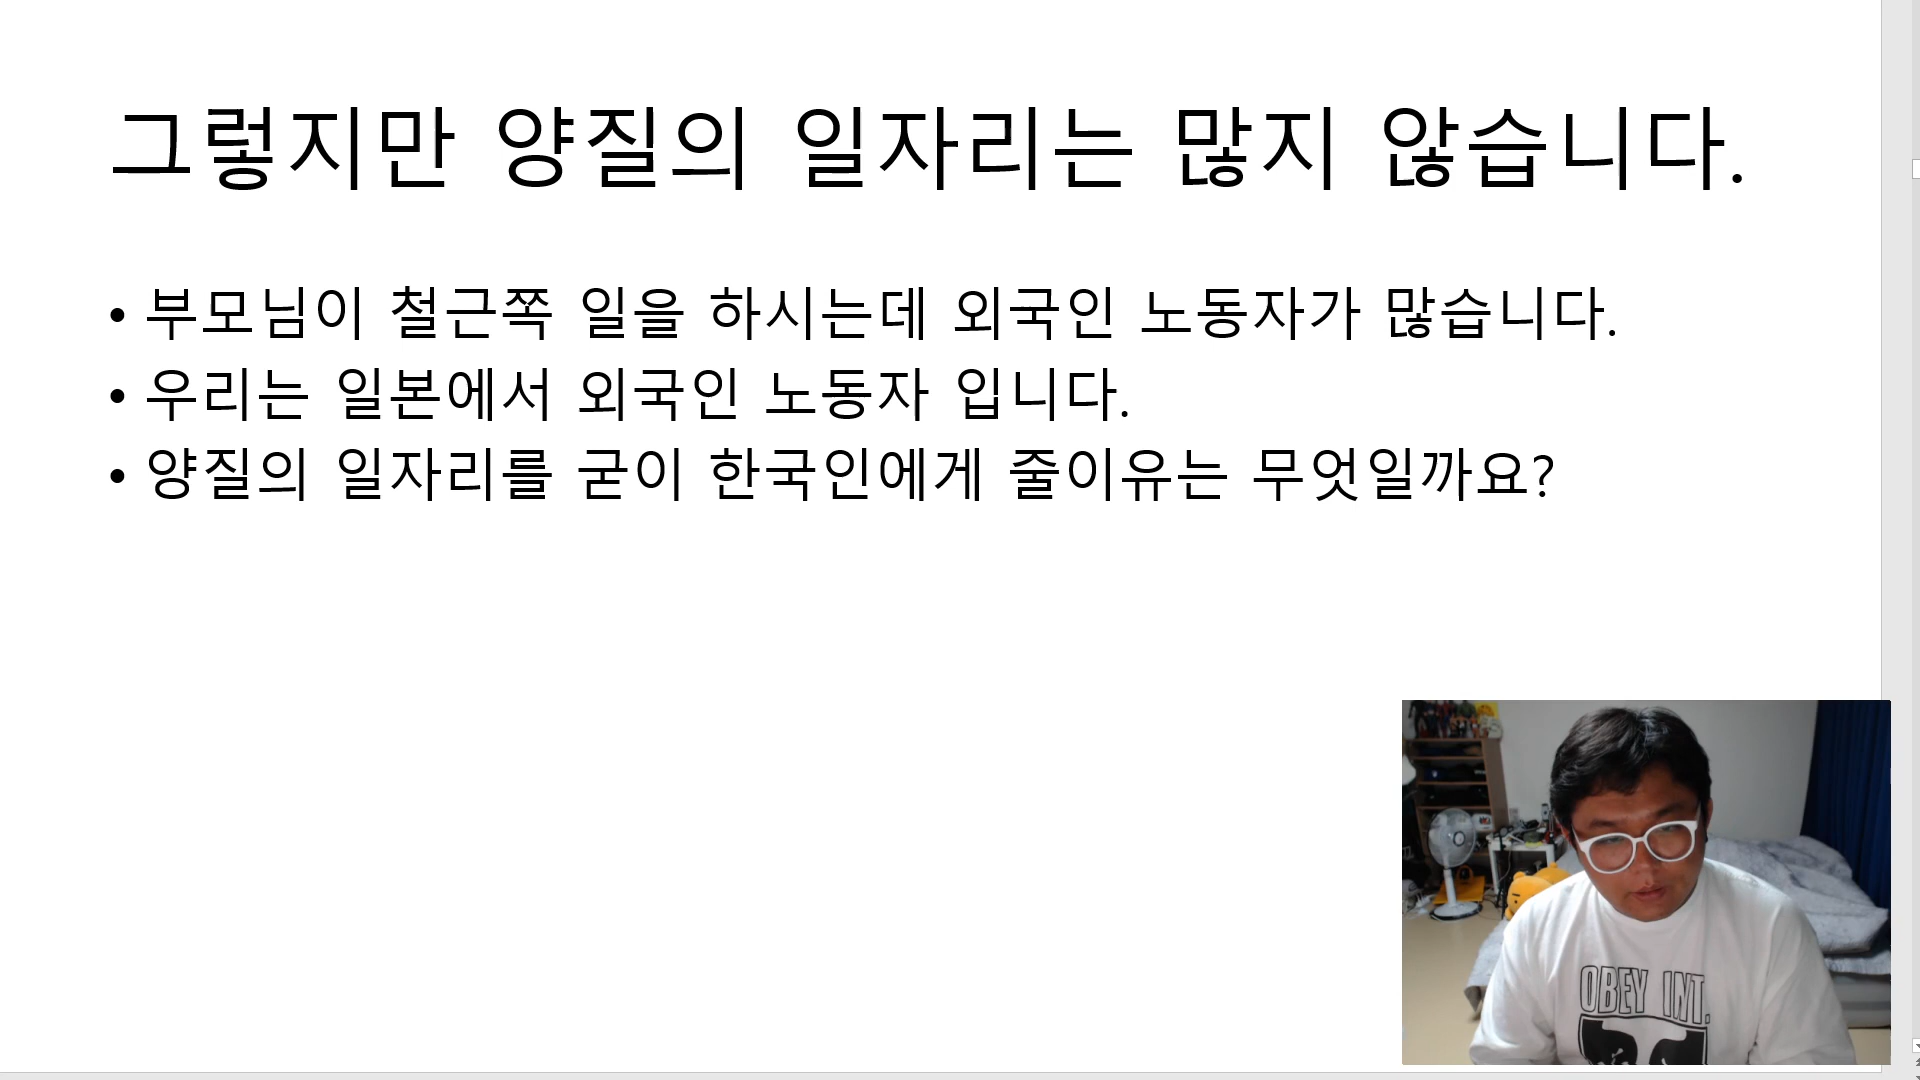 그렇지만 양질의 일자리는 많지 않습니다.
• 부모님이 철근쪽 일을 하시는데 외국인 노동자가 많습니다.
• 우리는 일본에서 외국인 노동자 입니다.
• 양질의 일자리를 굳이 한국인에게 줄이유는 무엇일까요?
OBEY INT.